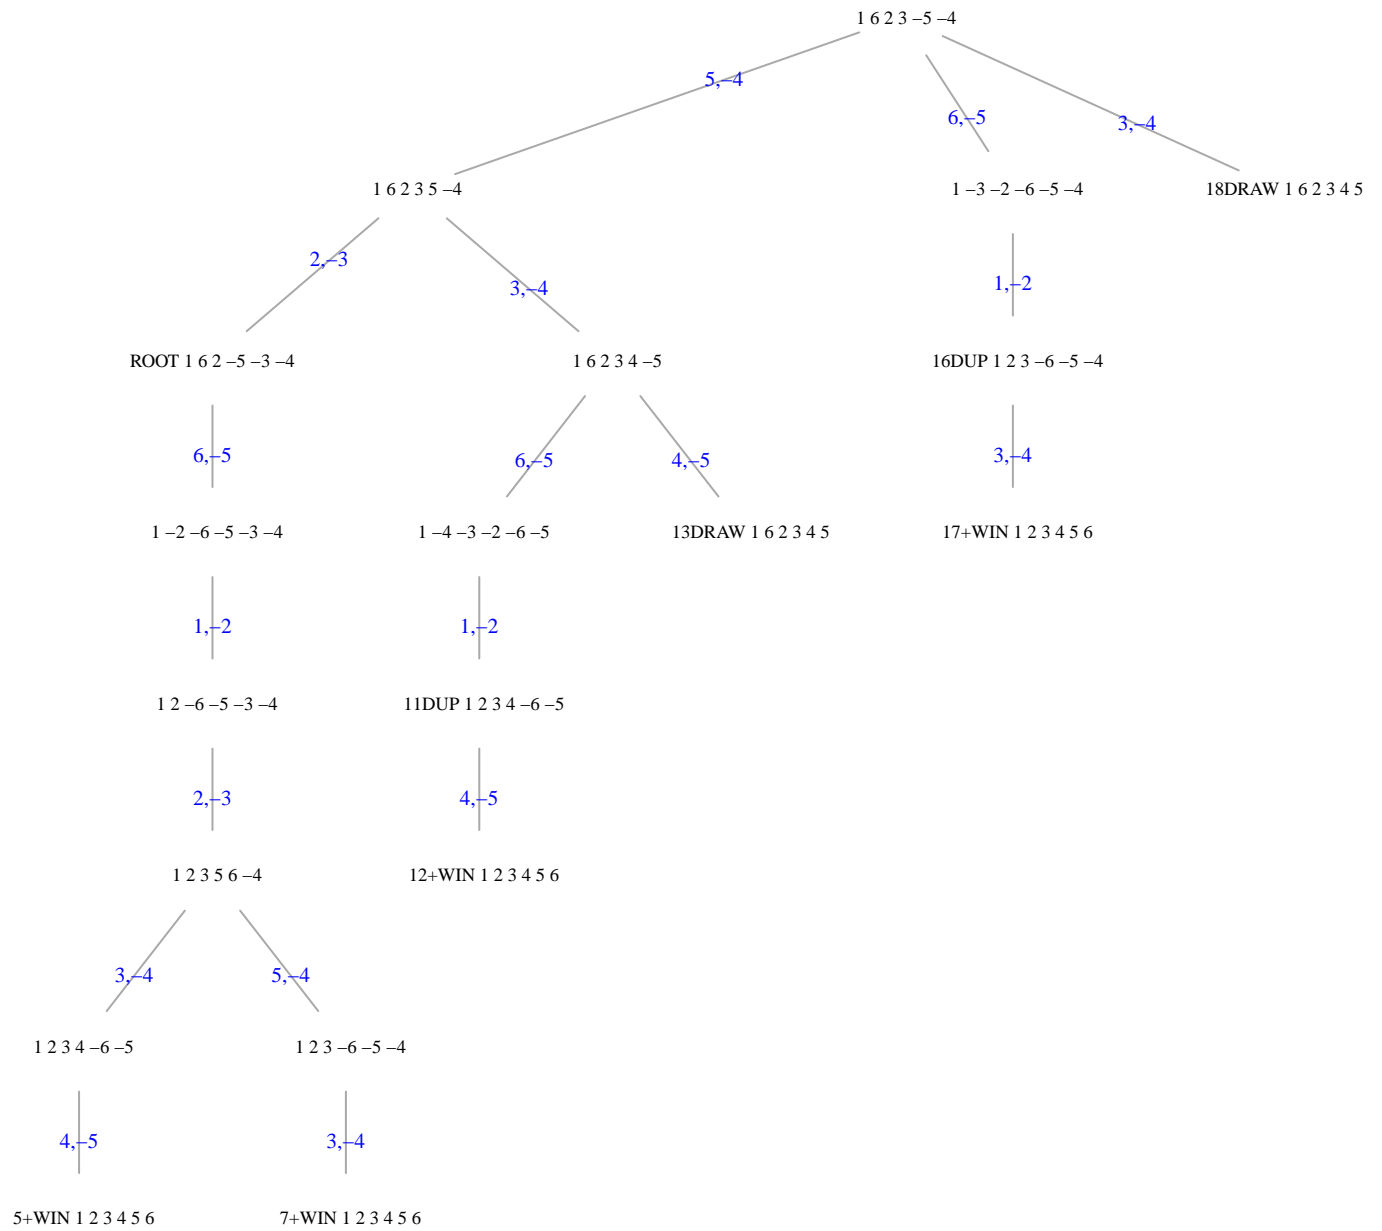 1 6 2 3 –5 –4
5,–4
6,–5
3,–4
1 6 2 3 5 –4
1 –3 –2 –6 –5 –4
18DRAW 1 6 2 3 4 5
2,–3
3,–4
1,–2
ROOT 1 6 2 –5 –3 –4
1 6 2 3 4 –5
16DUP 1 2 3 –6 –5 –4
6,–5
6,–5
4,–5
3,–4
1 –2 –6 –5 –3 –4
1 –4 –3 –2 –6 –5
13DRAW 1 6 2 3 4 5
17+WIN 1 2 3 4 5 6
1,–2
1,–2
1 2 –6 –5 –3 –4
11DUP 1 2 3 4 –6 –5
2,–3
4,–5
1 2 3 5 6 –4
12+WIN 1 2 3 4 5 6
3,–4
5,–4
1 2 3 4 –6 –5
1 2 3 –6 –5 –4
4,–5
3,–4
5+WIN 1 2 3 4 5 6
7+WIN 1 2 3 4 5 6